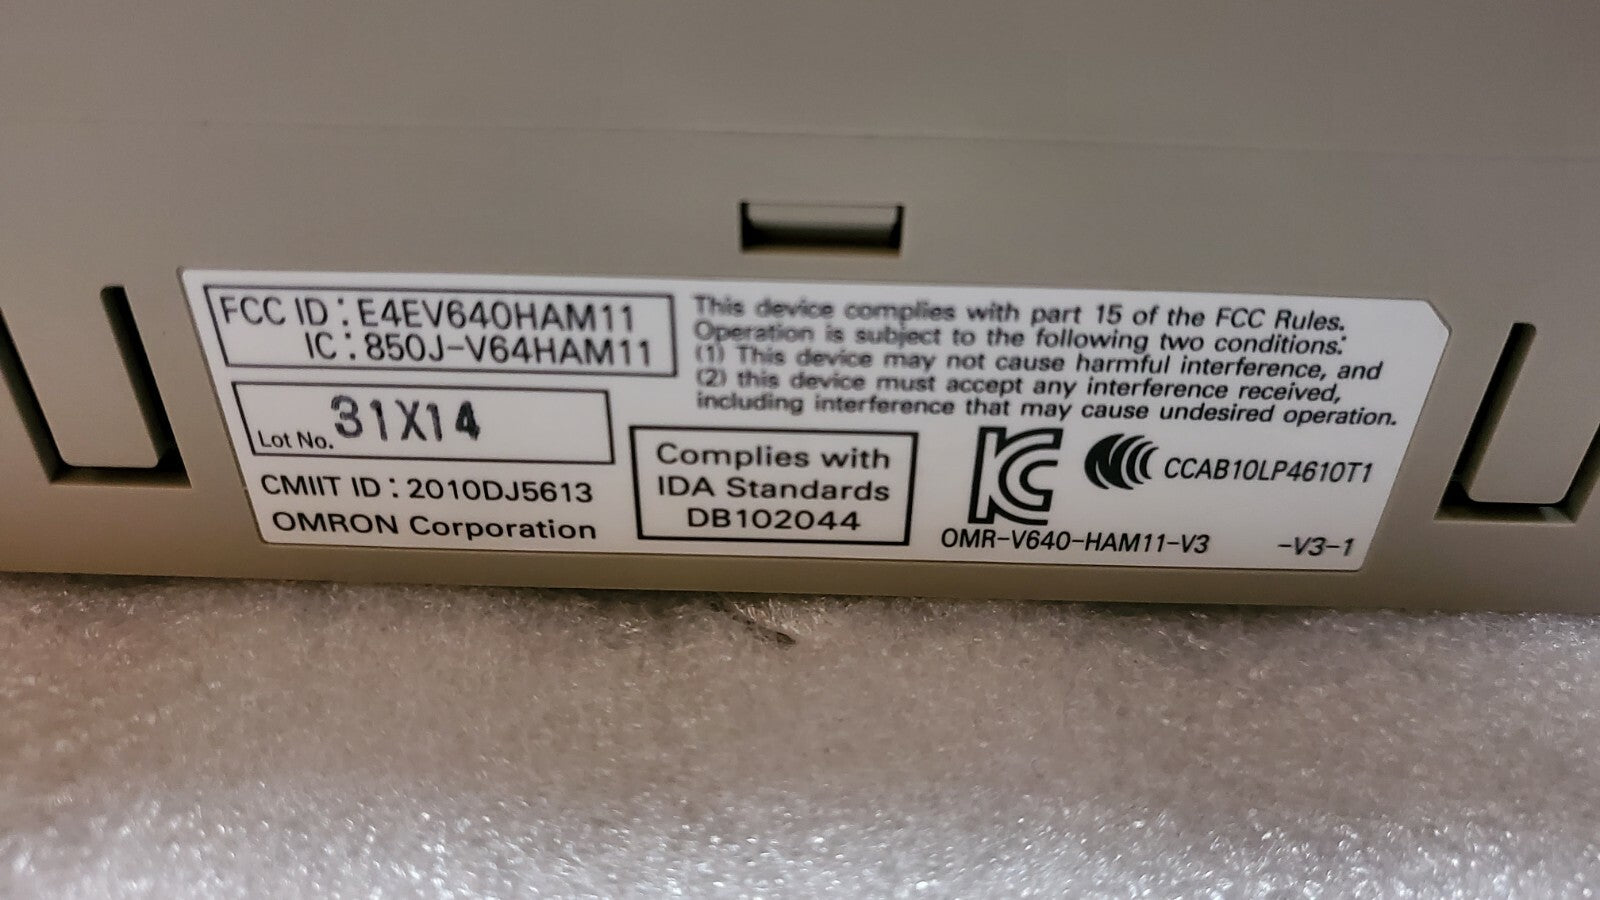 FCC ID : E4EV640HAM11
IC : 850J-V64HAM11
Lot No. 31X14
CMIIT ID : 2010DJ5613
OMRON Corporation
This device complies with part 15 of the FCC Rules.
Operation is subject to the following two conditions:
(1) This device may not cause harmful interference, and
(2) this device must accept any interference received,
including interference that may cause undesired operation.
Complies with
IDA Standards
DB102044
KC
CCAB10LP4610T1
OMR-V640-HAM11-V3
-V3-1